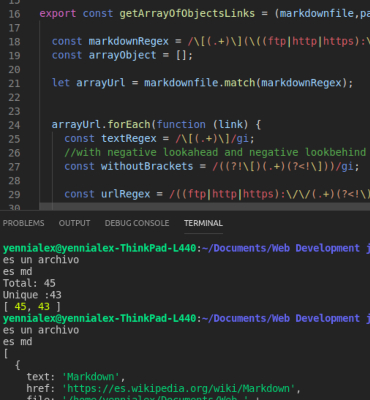 15
16 export const getArrayOfObjectsLinks = (markdownfile,pa
17
18 const markdownRegex = /\[(.+)\](\((ftp|http|https):\
19 const arrayObject = [];
20
21 let arrayUrl = markdownfile.match(markdownRegex);
22
23
24 arrayUrl.forEach(function (link) {
25 const textRegex = /\[(.+)\]/gi;
26 //with negative lookahead and negative lookbehind
27 const withoutBrackets = /((?!\[)(.+)(?<!\]))/gi;
28
29 const urlRegex = /((ftp|http|https):\/\/(.+)(?<!\)
30
PROBLEMS OUTPUT DEBUG CONSOLE TERMINAL
yennialex@yennialex-ThinkPad-L440:~/Documents/Web Development j
es un archivo
es md
Total: 45
Unique :43
[ 45, 43 ]
yennialex@yennialex-ThinkPad-L440:~/Documents/Web Development j
es un archivo
es md
[
{
text: 'Markdown',
href: 'https://es.wikipedia.org/wiki/Markdown',
file: '/home/yennialex/Documents/Web